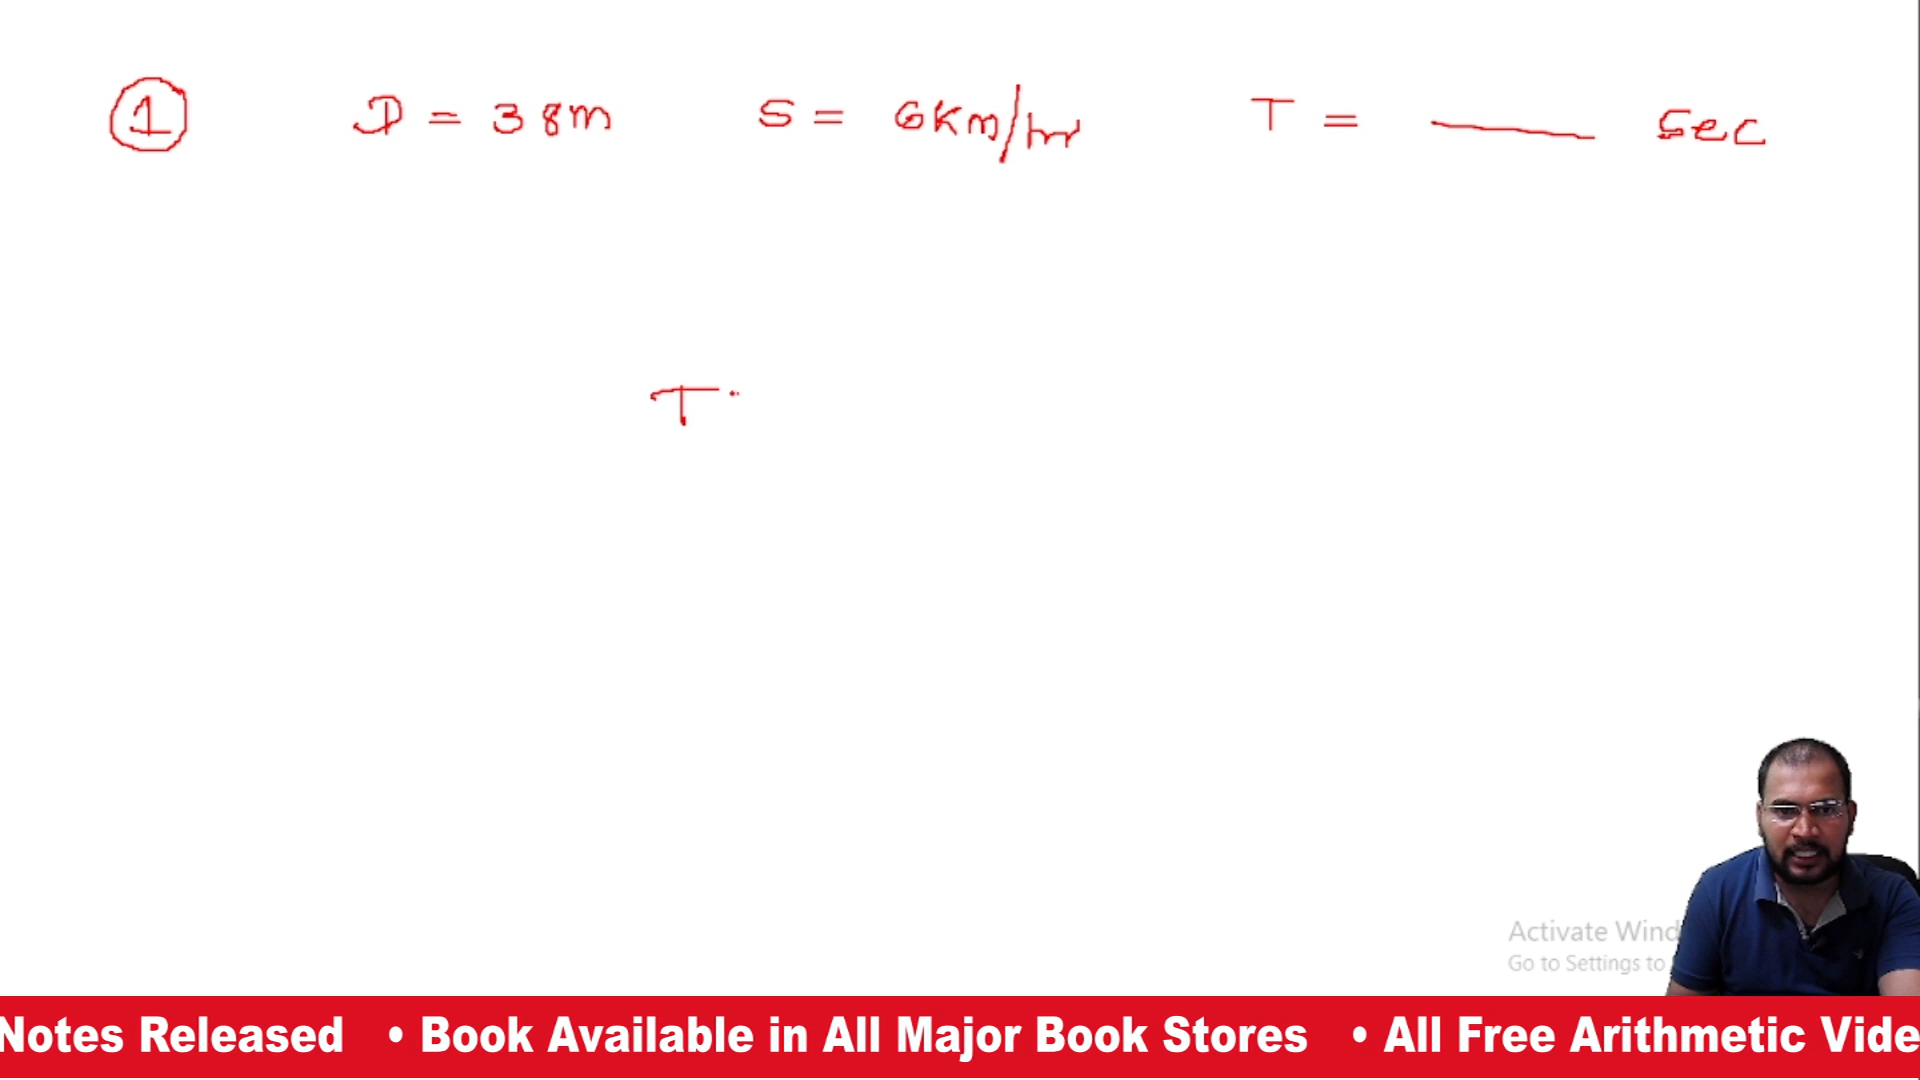 1 D = 38m S = 6Km/hr T = ___ sec
T
Activate Wind
Go to Settings to
Notes Released • Book Available in All Major Book Stores • All Free Arithmetic Vide